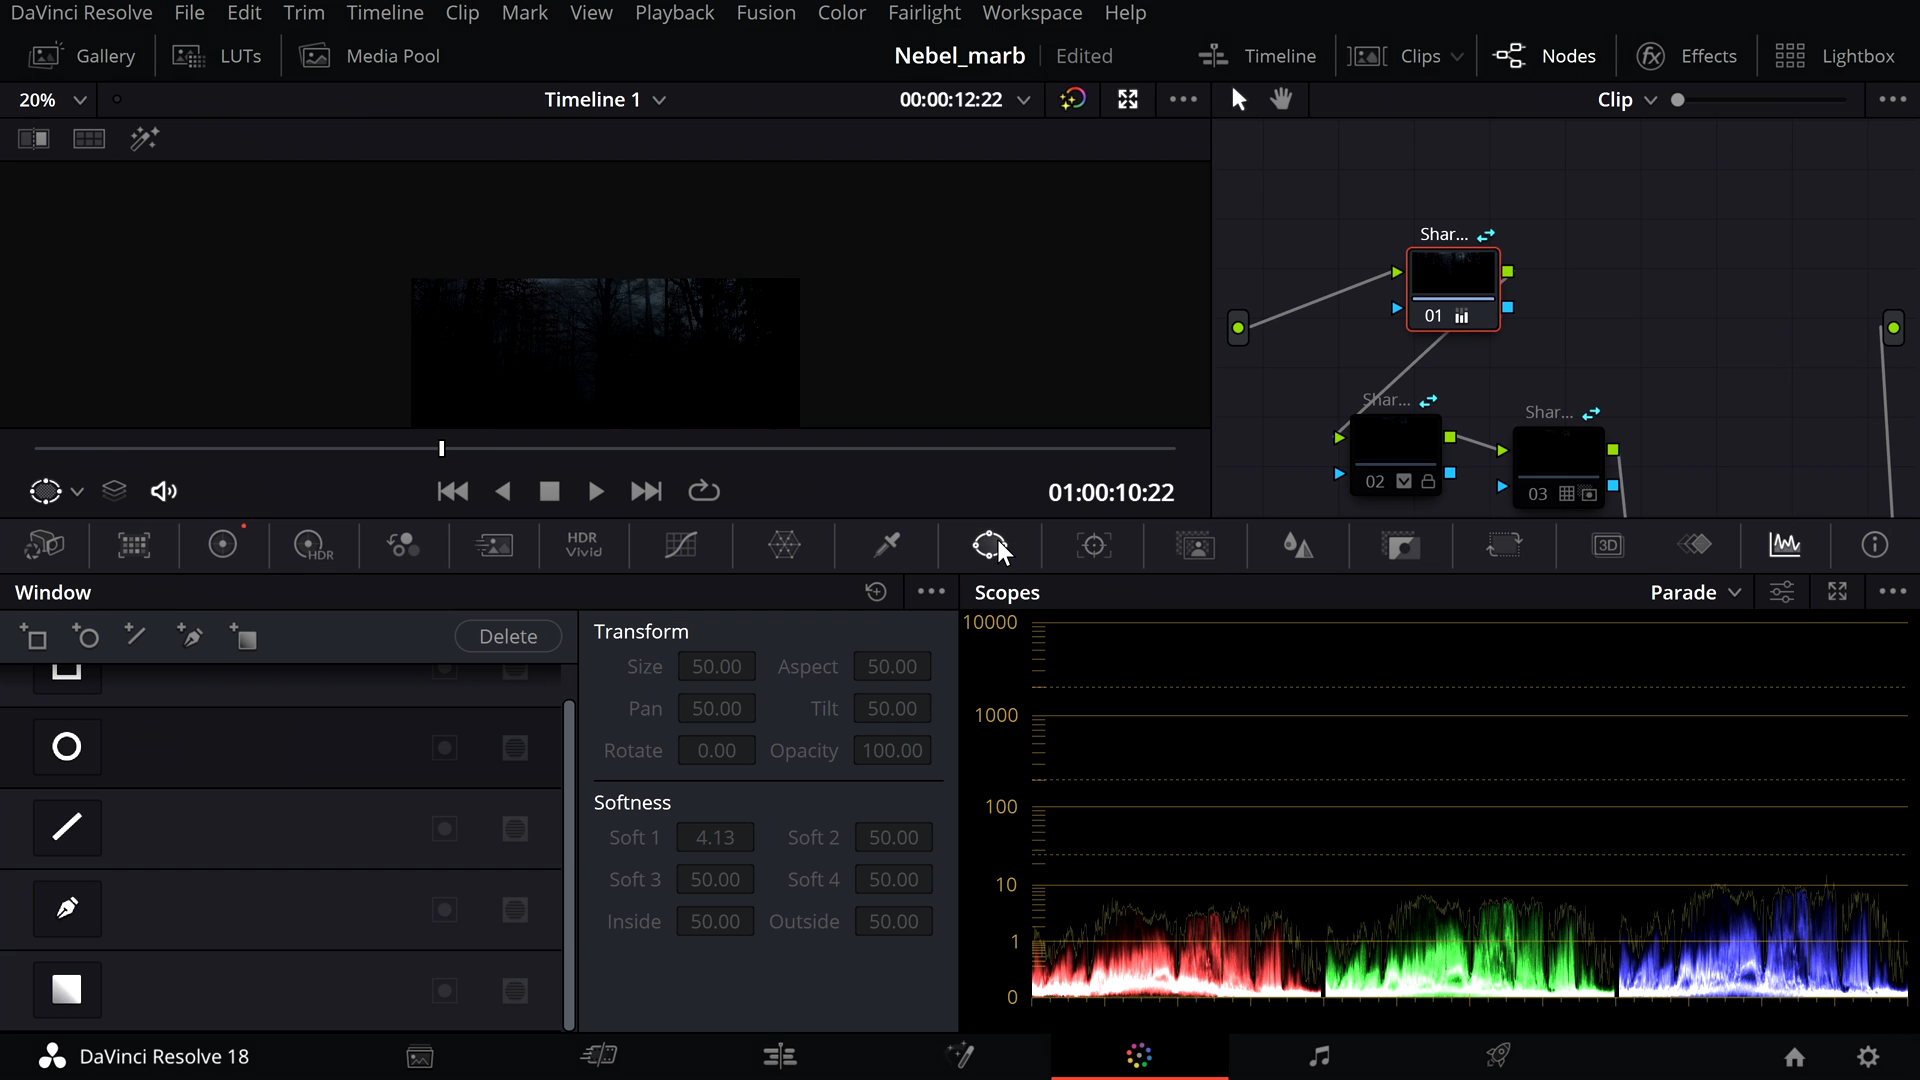 DaVinci Resolve File Edit Trim Timeline Clip Mark View Playback Fusion Color Fairlight Workspace Help
Gallery LUTs Media Pool Nebel_marb Edited Timeline Clips Nodes Effects Lightbox
20% Timeline 1 00:00:12:22 Clip
Shar...
01
Shar... Shar...
02 03
01:00:10:22
HDR HDR Vivid 3D
Window Scopes Parade
Delete
Transform
Size 50.00 Aspect 50.00
Pan 50.00 Tilt 50.00
Rotate 0.00 Opacity 100.00
Softness
Soft 1 4.13 Soft 2 50.00
Soft 3 50.00 Soft 4 50.00
Inside 50.00 Outside 50.00
10000
1000
100
10
1
0
DaVinci Resolve 18